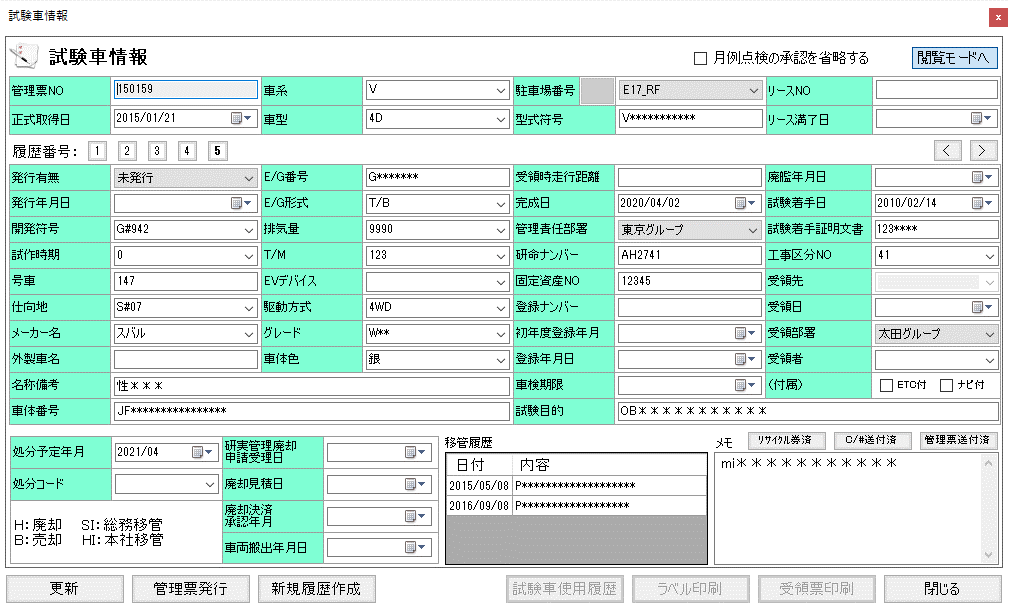 試験車情報
x
試験車情報
月例点検の承認を省略する
閲覧モードへ
管理票NO 150159 車系 V 駐車場番号 E17_RF リースNO
正式取得日 2015/01/21 車型 4D 型式符号 V*********** リース満了日
履歴番号: 1 2 3 4 5 < >
発行有無 未発行 E/G番号 G******* 受領時走行距離 廃艦年月日
発行年月日 E/G形式 T/B 完成日 2020/04/02 試験着手日 2010/02/14
開発符号 G#942 排気量 9990 管理責任部署 東京グループ 試験着手証明文書 123****
試作時期 0 T/M 123 研命ナンバー AH2741 工事区分NO 41
号車 147 EVデバイス 固定資産NO 12345 受領先
仕向地 S#07 駆動方式 4WD 登録ナンバー 受領日
メーカー名 スバル グレード W** 初年度登録年月 受領部署 太田グループ
外製車名 車体色 銀 登録年月日 受領者
名称備考 性*** 車検期限 (付属) ETC付 ナビ付
車体番号 JF**************** 試験目的 OB***********
処分予定年月 2021/04
処分コード
H:廃却 SI:総務移管
B:売却 HI:本社移管
研実管理廃却
申請受理日
廃却見積日
廃却決済
承認年月
車両搬出年月日
移管履歴
日付 内容
2015/05/08 P********************
2016/09/08 P*******************
メモ リサイクル券済 C/#送付済 管理票送付済
mi***********
更新 管理票発行 新規履歴作成 試験車使用履歴 ラベル印刷 受領票印刷 閉じる